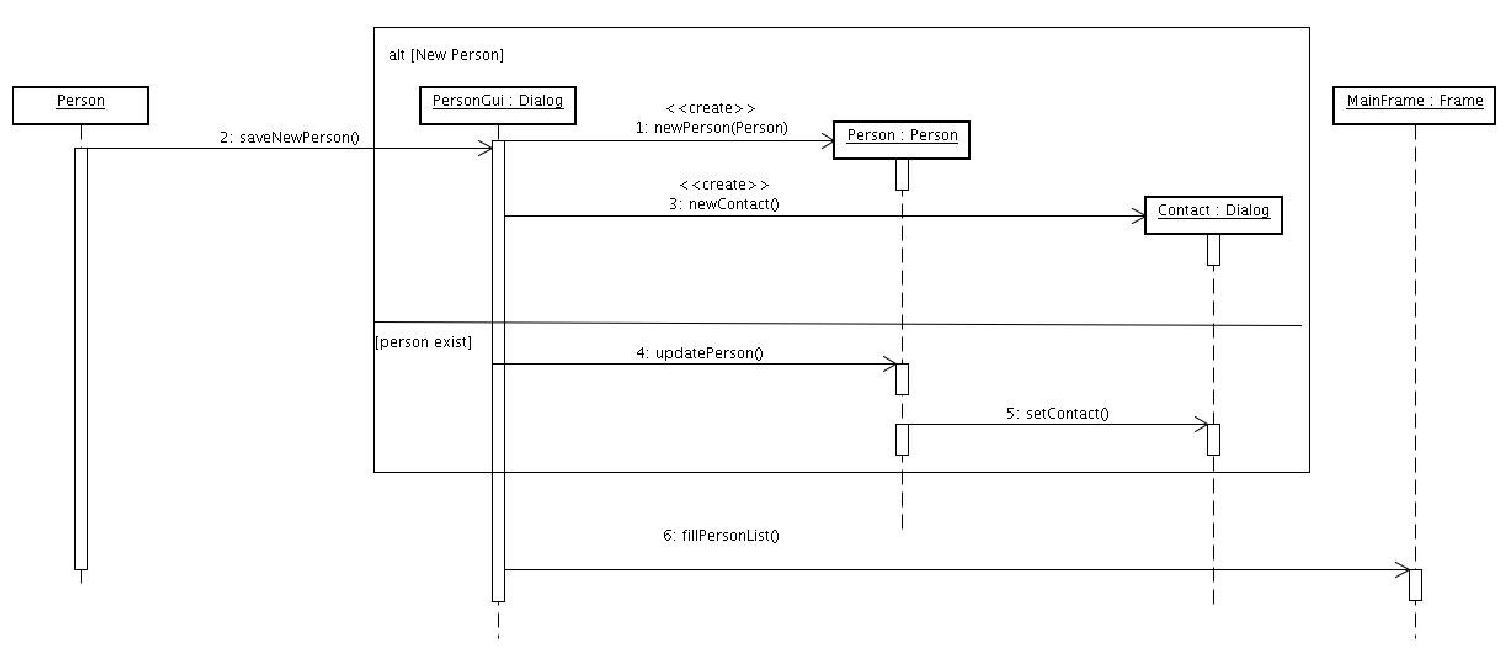 alt [New Person]
Person
PersonGui : Dialog
MainFrame : Frame
< <create> >
1: newPerson(Person)
2: saveNewPerson()
Person : Person
< <create> >
3: newContact()
Contact : Dialog
[person exist]
4: updatePerson()
5: setContact()
6: fillPersonList()